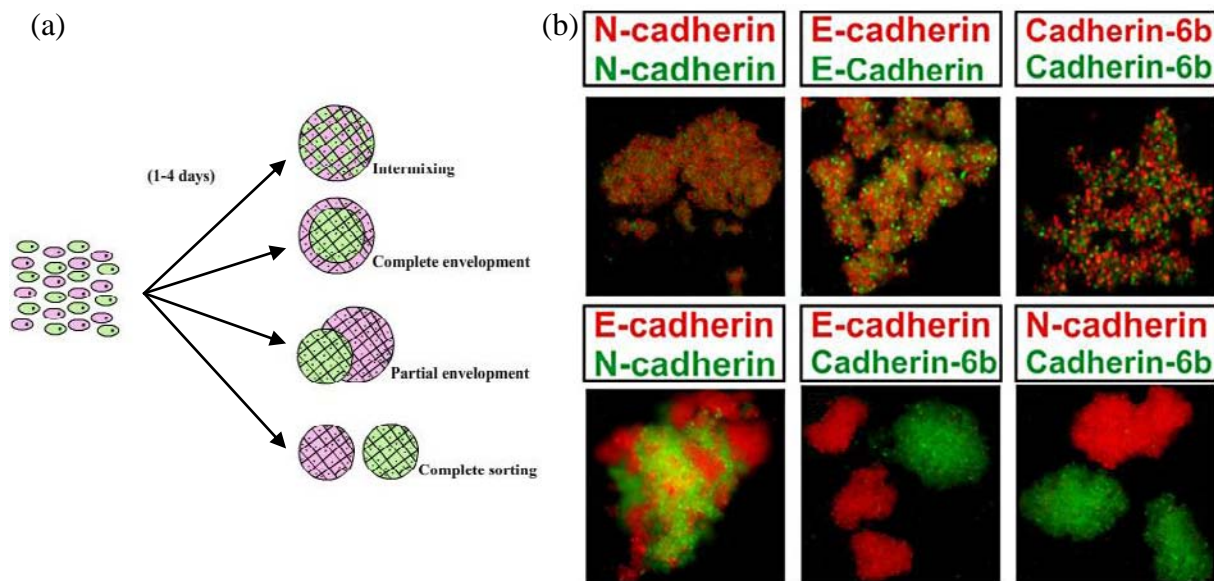 (a)
(1-4 days)
Intermixing
Complete envelopment
Partial envelopment
Complete sorting
(b)
N-cadherin
N-cadherin
E-cadherin
E-Cadherin
Cadherin-6b
Cadherin-6b
E-cadherin
N-cadherin
E-cadherin
Cadherin-6b
N-cadherin
Cadherin-6b